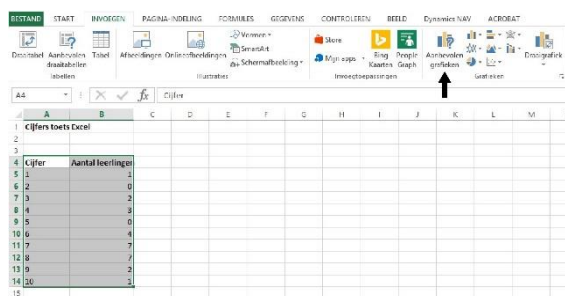 BESTAND START INVOEGEN PAGINA-INDELING FORMULES GEGEVENS CONTROLEREN BEELD Dynamics NAV ACROBAT
Draaitabel Aanbevolen draaitabellen Tabel Afbeeldingen Onlineafbeeldingen Vormen SmartArt Schermafbeelding Store Mijn apps Bing Kaarten People Graph Aanbevolen grafieken Draaigrafiek
Tabellen Illustraties Invoegtoepassingen Grafieken
A4 fx Cijfer
A B C D E F G H I J K L M
1 Cijfers toets Excel
2
3
4 Cijfer Aantal leerlingen
5 1 1
6 2 0
7 3 2
8 4 3
9 5 0
10 6 4
11 7 7
12 8 7
13 9 2
14 10 1
15